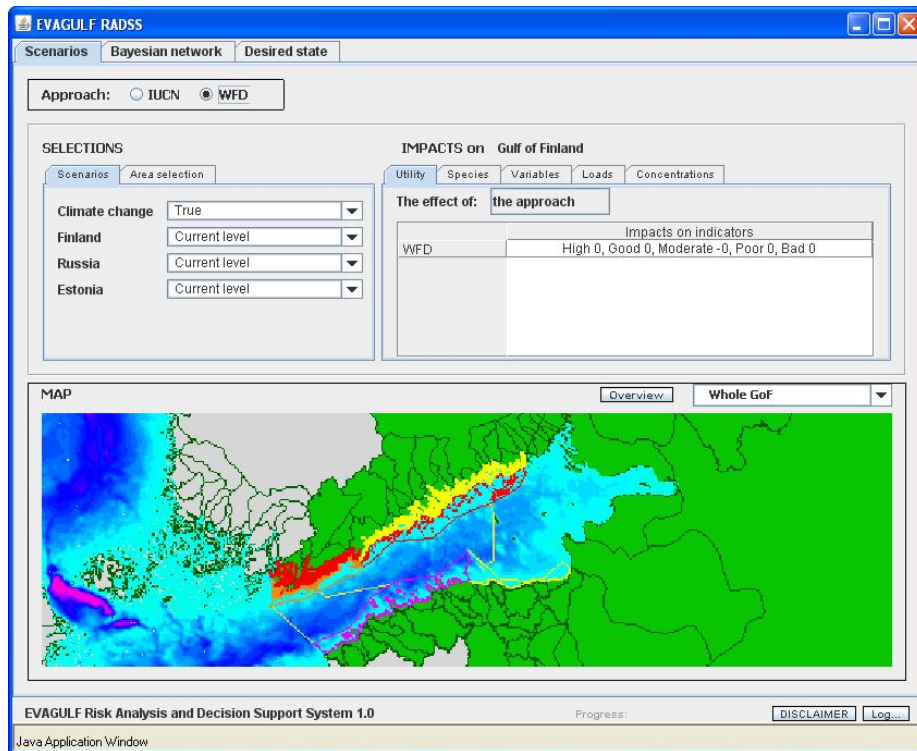 EVAGULF RADSS
Scenarios Bayesian network Desired state
Approach: IUCN WFD
SELECTIONS
Scenarios Area selection
Climate change True
Finland Current level
Russia Current level
Estonia Current level
IMPACTS on Gulf of Finland
Utility Species Variables Loads Concentrations
The effect of: the approach
Impacts on indicators
WFD High 0, Good 0, Moderate -0, Poor 0, Bad 0
MAP Overview Whole GoF
EVAGULF Risk Analysis and Decision Support System 1.0 Progress: DISCLAIMER Log...
Java Application Window